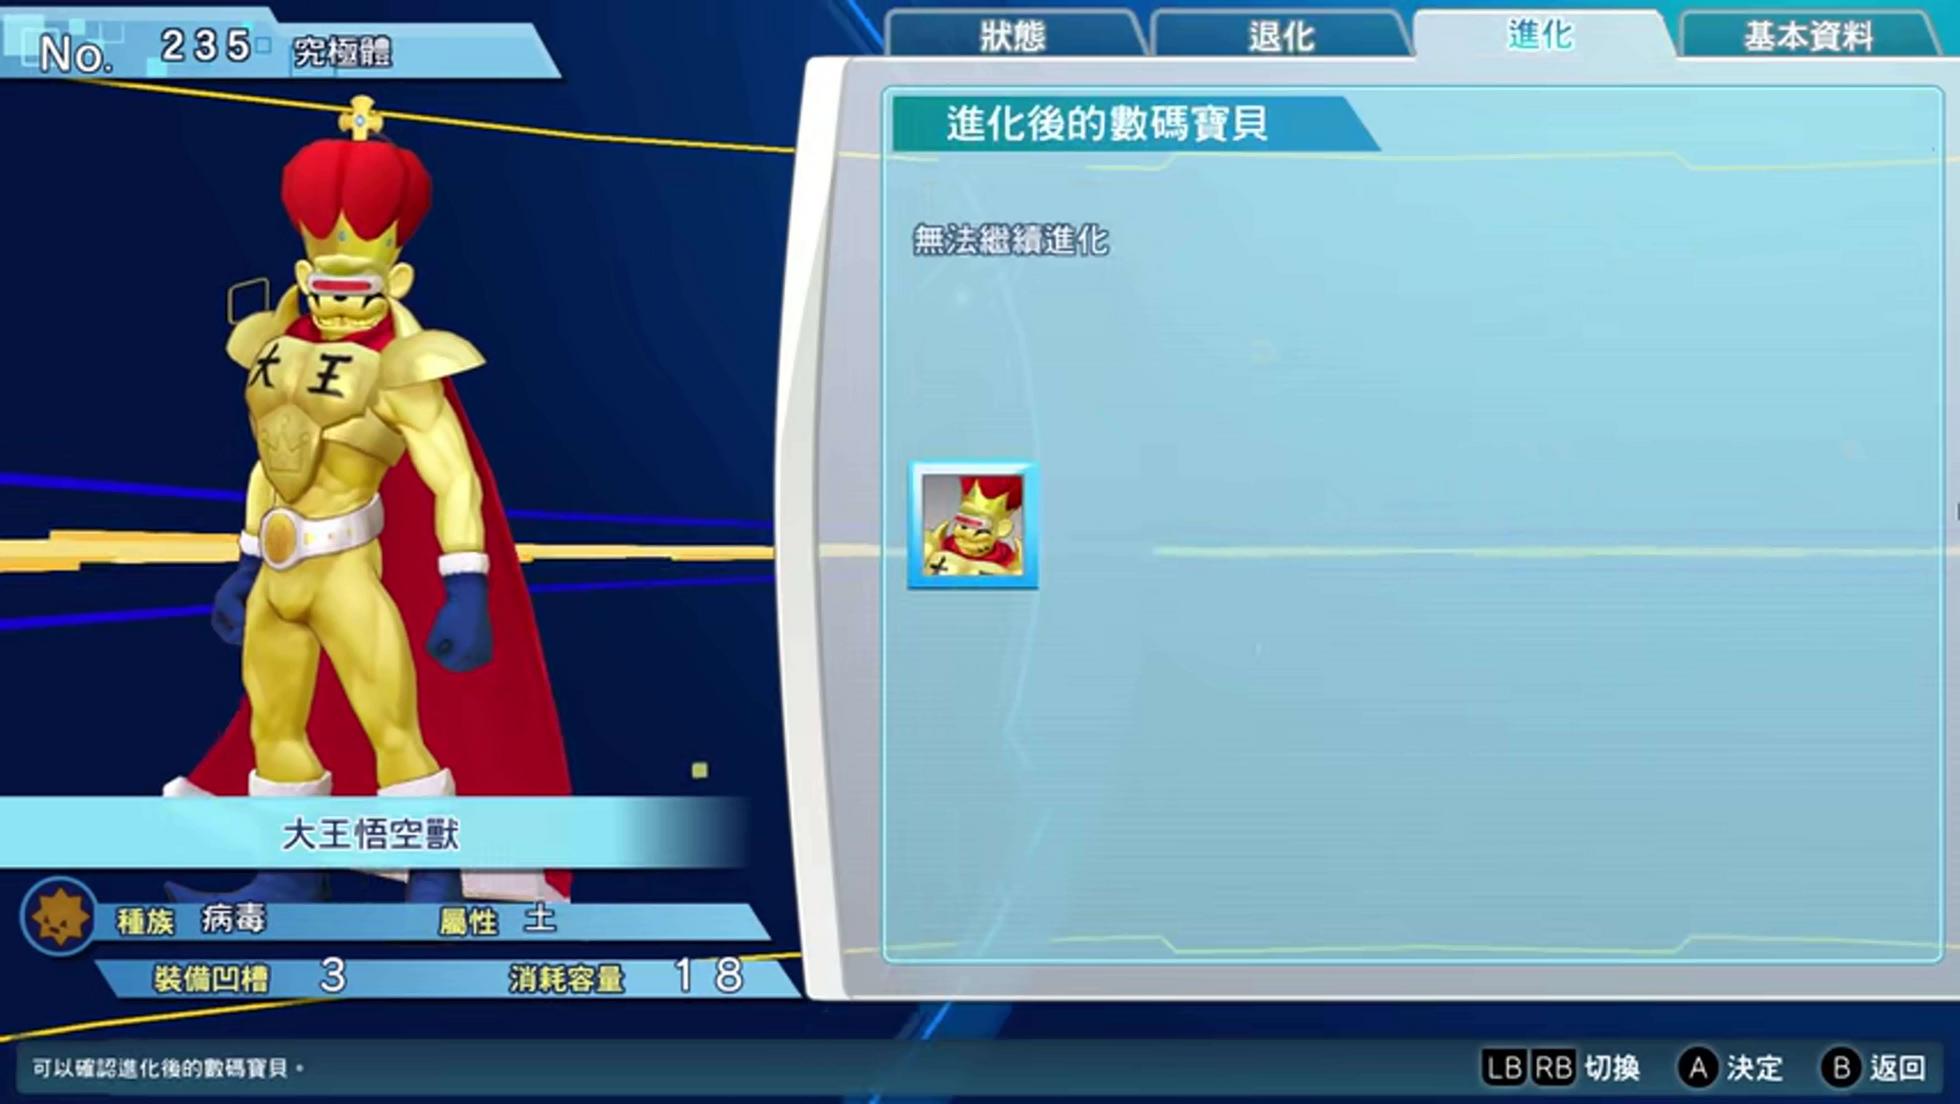 No. 235 究極體
狀態 退化 進化 基本資料
進化後的數碼寶貝
無法繼續進化
大王
大王悟空獸
種族 病毒 屬性 土
裝備凹槽 3 消耗容量 18
可以確認進化後的數碼寶貝。
LB RB 切換 A 決定 B 返回